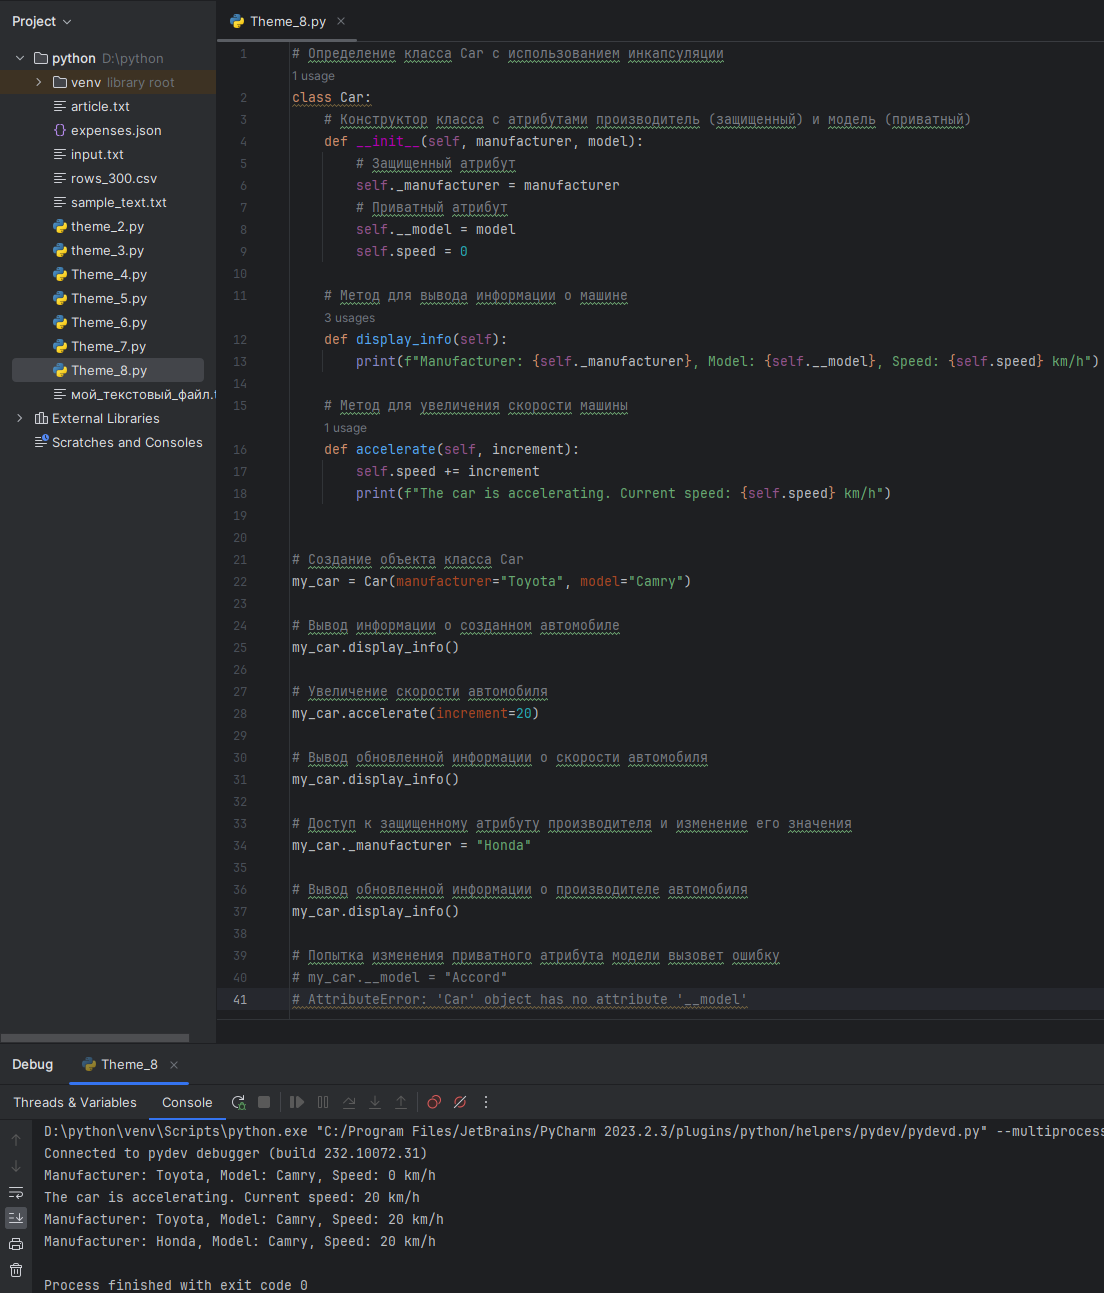 Project
python D:\python
venv library root
article.txt
expenses.json
input.txt
rows_300.csv
sample_text.txt
theme_2.py
theme_3.py
Theme_4.py
Theme_5.py
Theme_6.py
Theme_7.py
Theme_8.py
мой_текстовый_файл.t
External Libraries
Scratches and Consoles
Theme_8.py
1 # Определение класса Car с использованием инкапсуляции
1 usage
2 class Car:
3 # Конструктор класса с атрибутами производитель (защищенный) и модель (приватный)
4 def __init__(self, manufacturer, model):
5 # Защищенный атрибут
6 self._manufacturer = manufacturer
7 # Приватный атрибут
8 self.__model = model
9 self.speed = 0
10
11 # Метод для вывода информации о машине
3 usages
12 def display_info(self):
13 print(f"Manufacturer: {self._manufacturer}, Model: {self.__model}, Speed: {self.speed} km/h")
14
15 # Метод для увеличения скорости машины
1 usage
16 def accelerate(self, increment):
17 self.speed += increment
18 print(f"The car is accelerating. Current speed: {self.speed} km/h")
19
20
21 # Создание объекта класса Car
22 my_car = Car(manufacturer="Toyota", model="Camry")
23
24 # Вывод информации о созданном автомобиле
25 my_car.display_info()
26
27 # Увеличение скорости автомобиля
28 my_car.accelerate(increment=20)
29
30 # Вывод обновленной информации о скорости автомобиля
31 my_car.display_info()
32
33 # Доступ к защищенному атрибуту производителя и изменение его значения
34 my_car._manufacturer = "Honda"
35
36 # Вывод обновленной информации о производителе автомобиля
37 my_car.display_info()
38
39 # Попытка изменения приватного атрибута модели вызовет ошибку
40 # my_car.__model = "Accord"
41 # AttributeError: 'Car' object has no attribute '__model'
Debug Theme_8
Threads & Variables Console
D:\python\venv\Scripts\python.exe "C:/Program Files/JetBrains/PyCharm 2023.2.3/plugins/python/helpers/pydev/pydevd.py" --multiprocess
Connected to pydev debugger (build 232.10072.31)
Manufacturer: Toyota, Model: Camry, Speed: 0 km/h
The car is accelerating. Current speed: 20 km/h
Manufacturer: Toyota, Model: Camry, Speed: 20 km/h
Manufacturer: Honda, Model: Camry, Speed: 20 km/h
Process finished with exit code 0